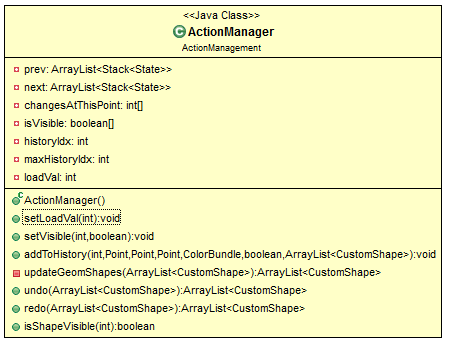 <<Java Class>>
C ActionManager
ActionManagement
prev: ArrayList<Stack<State>>
next: ArrayList<Stack<State>>
changesAtThisPoint: int[]
isVisible: boolean[]
historyIdx: int
maxHistoryIdx: int
loadVal: int
C ActionManager()
setLoadVal(int):void
setVisible(int,boolean):void
addToHistory(int,Point,Point,Point,ColorBundle,boolean,ArrayList<CustomShape>):void
updateGeomShapes(ArrayList<CustomShape>):ArrayList<CustomShape>
undo(ArrayList<CustomShape>):ArrayList<CustomShape>
redo(ArrayList<CustomShape>):ArrayList<CustomShape>
isShapeVisible(int):boolean